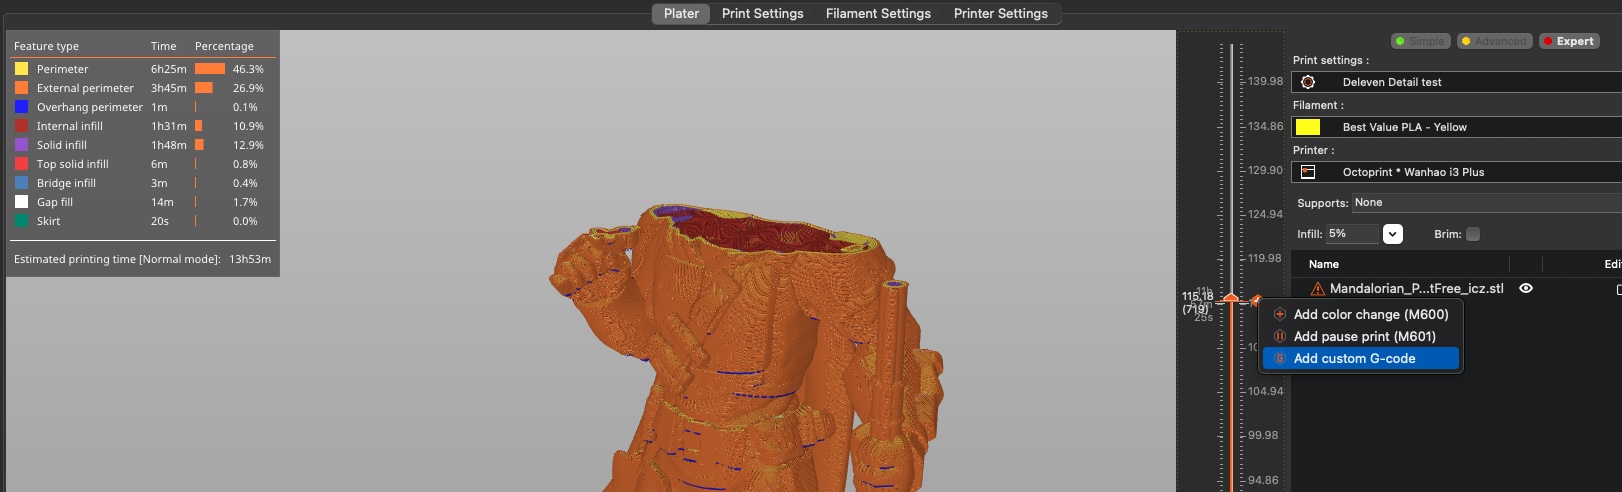 Plater Print Settings Filament Settings Printer Settings
Feature type Time Percentage
Perimeter 6h25m 46.3%
External perimeter 3h45m 26.9%
Overhang perimeter 1m 0.1%
Internal infill 1h31m 10.9%
Solid infill 1h48m 12.9%
Top solid infill 6m 0.8%
Bridge infill 3m 0.4%
Gap fill 14m 1.7%
Skirt 20s 0.0%
Estimated printing time [Normal mode]: 13h53m
139.98
134.86
129.90
124.94
119.98
115.18
(719)
11h
25s
104.94
99.98
94.86
Simple Advanced Expert
Print settings :
Deleven Detail test
Filament :
Best Value PLA - Yellow
Printer :
Octoprint * Wanhao i3 Plus
Supports: None
Infill: 5% Brim:
Name
Mandalorian_P...tFree_icz.stl
Add color change (M600)
Add pause print (M601)
Add custom G-code